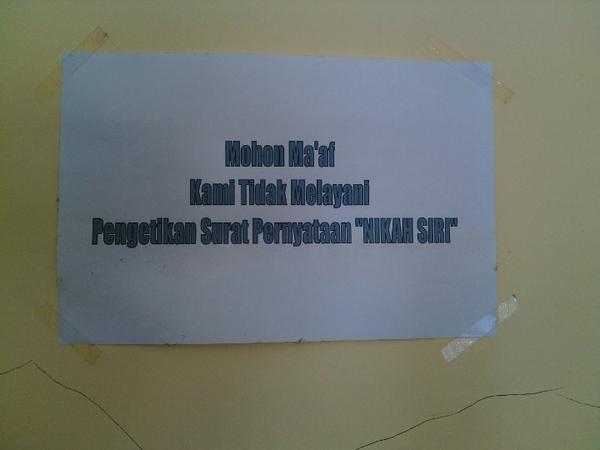 Mohon Ma'af
Kami Tidak Melayani
Pengetikan Surat Pernyataan "NIKAH SIRI"